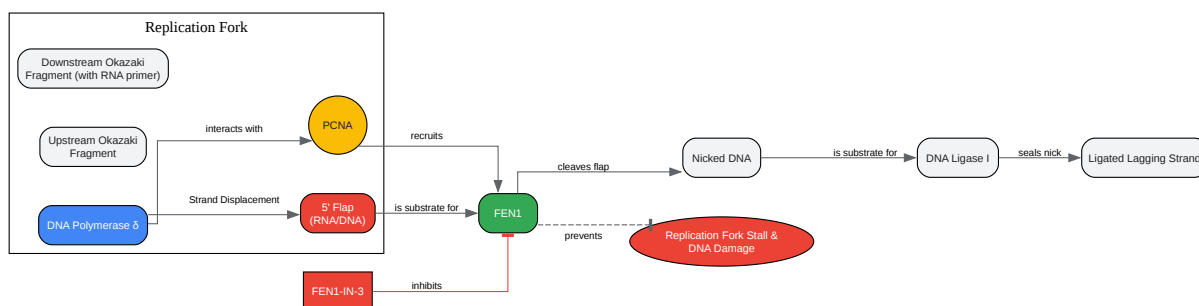 Replication Fork
Downstream Okazaki
Fragment (with RNA primer)
Upstream Okazaki
Fragment
DNA Polymerase δ
interacts with
Strand Displacement
PCNA
5' Flap
(RNA/DNA)
recruits
is substrate for
FEN1
FEN1-IN-3
inhibits
cleaves flap
prevents
Nicked DNA
Replication Fork Stall &
DNA Damage
is substrate for
DNA Ligase I
seals nick
Ligated Lagging Strand